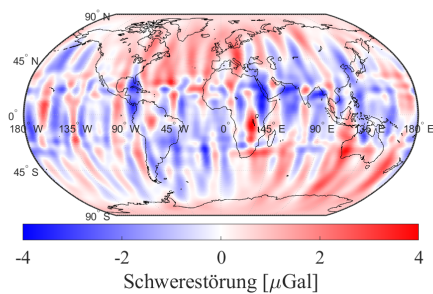 90° N
45° N
0°
180° W 135° W 90° W 45° W 0° 45° E 90° E 135° E 180° E
45° S
90° S
-4 -2 0 2 4
Schwerestörung [μGal]